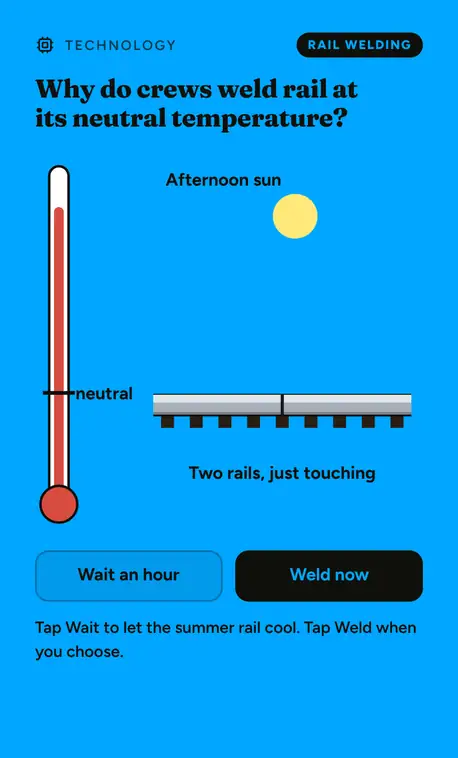 TECHNOLOGY
RAIL WELDING
Why do crews weld rail at
its neutral temperature?
Afternoon sun
neutral
Two rails, just touching
Wait an hour
Weld now
Tap Wait to let the summer rail cool. Tap Weld when
you choose.